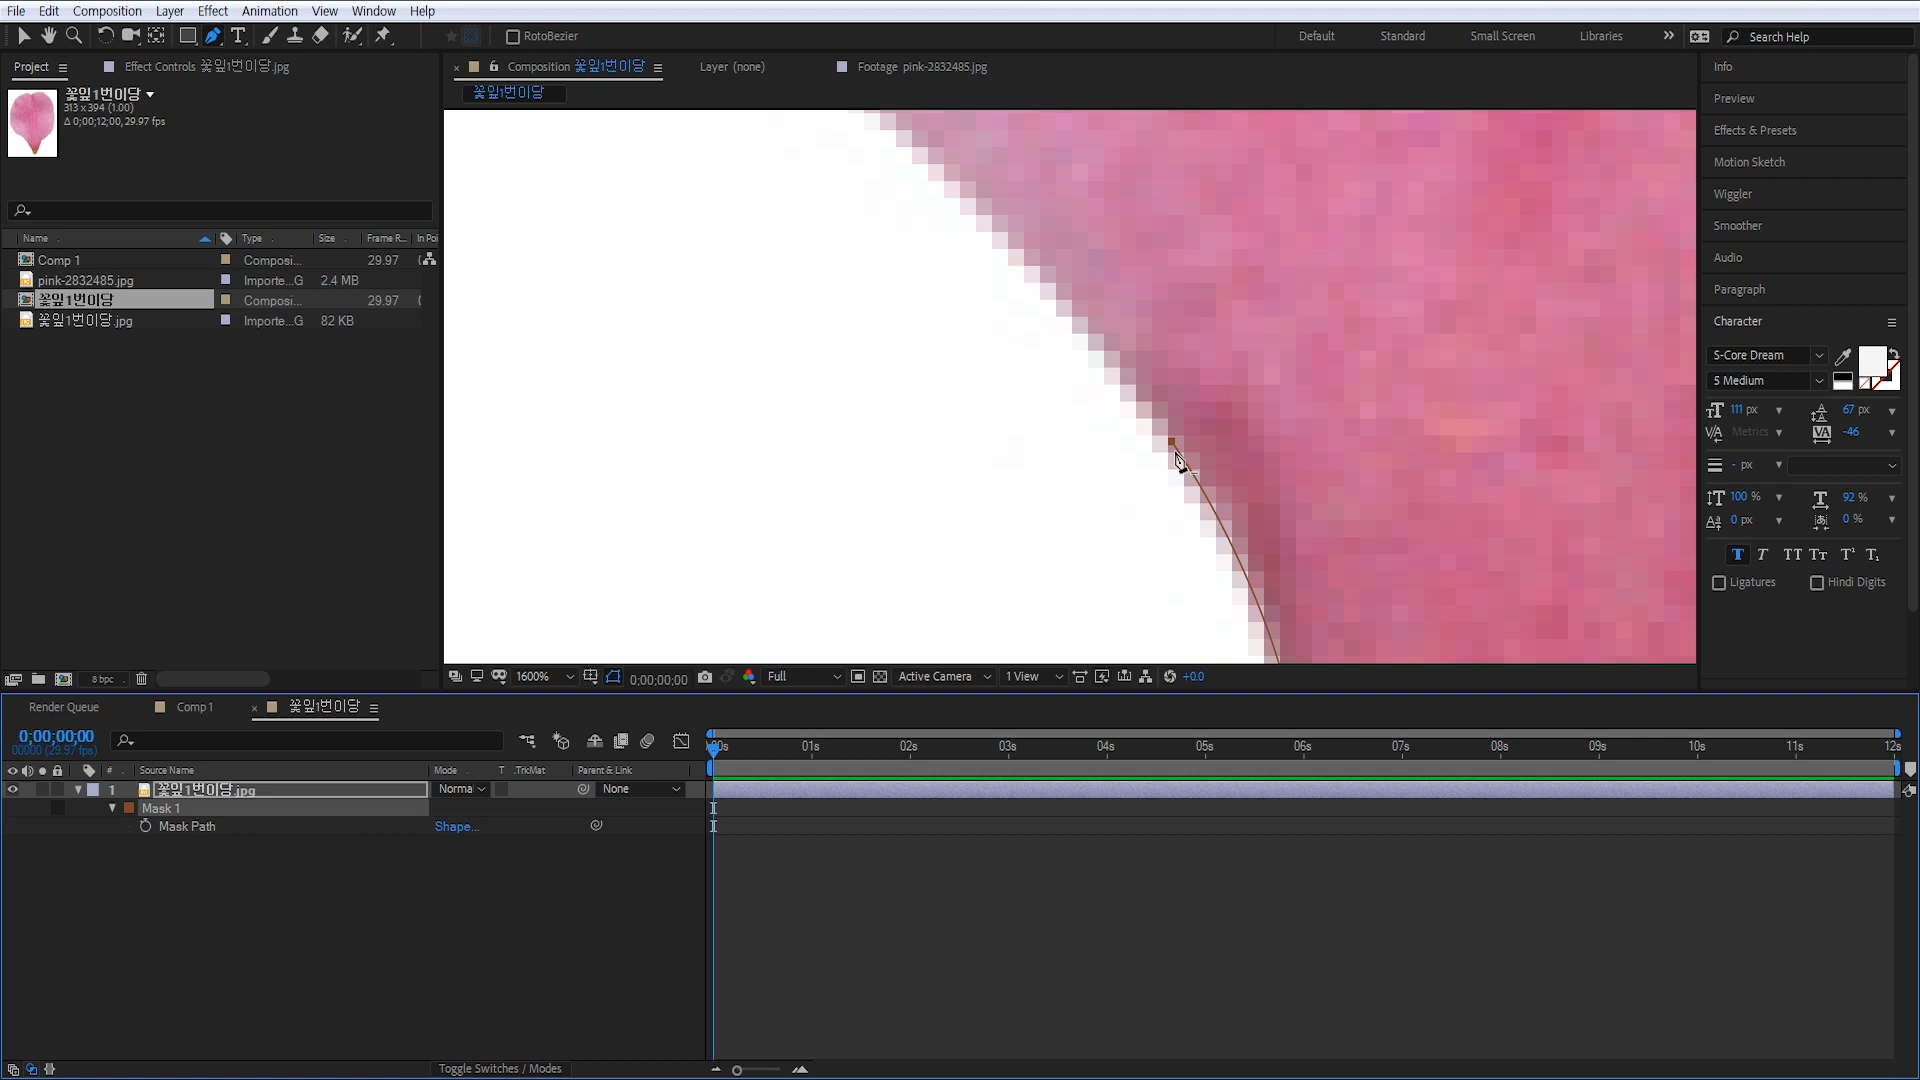 File Edit Composition Layer Effect Animation View Window Help
RotoBezier
Default Standard Small Screen Libraries Search Help
Project Effect Controls 꽃잎1번이당.jpg
Composition 꽃잎1번이당 Layer (none) Footage pink-2832485.jpg
꽃잎1번이당
꽃잎1번이당
313 x 394 (1.00)
Δ 0;00;12;00, 29.97 fps
Name Type Size Frame R... In Poi
Comp 1 Composi... 29.97
pink-2832485.jpg Importe...G 2.4 MB
꽃잎1번이당 Composi... 29.97
꽃잎1번이당.jpg Importe...G 82 KB
8 bpc
1600% 0;00;00;00 Full Active Camera 1 View +0.0
Info
Preview
Effects & Presets
Motion Sketch
Wiggler
Smoother
Audio
Paragraph
Character
S-Core Dream
5 Medium
111 px 67 px
Metrics -46
- px
100 % 92 %
0 px 0 %
T T TT Tт T¹ T₁
Ligatures Hindi Digits
Render Queue Comp 1 꽃잎1번이당
0;00;00;00
00000 (29.97 fps)
:00s 01s 02s 03s 04s 05s 06s 07s 08s 09s 10s 11s 12s
# Source Name Mode T .TrkMat Parent & Link
1 꽃잎1번이당.jpg Norma None
Mask 1
Mask Path Shape...
Toggle Switches / Modes